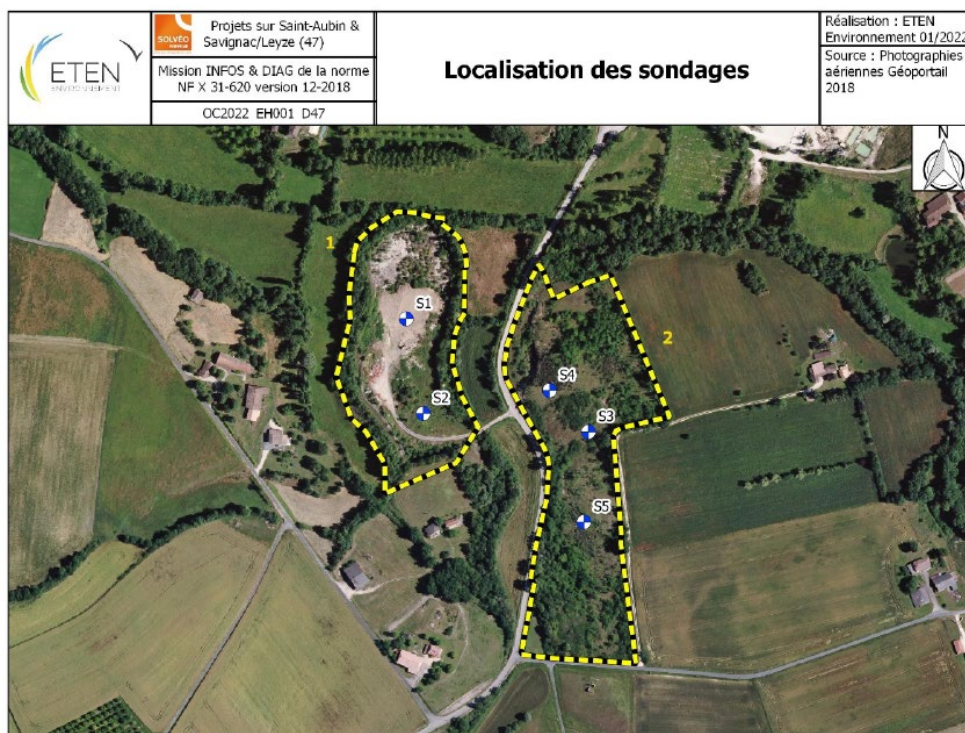 ETEN
ENVIRONNEMENT
SOLVÉO
Projets sur Saint-Aubin &
Savignac/Leyze (47)
Mission INFOS & DIAG de la norme
NF X 31-620 version 12-2018
OC2022 EH001 D47
Localisation des sondages
Réalisation : ETEN
Environnement 01/2022
Source : Photographies
aériennes Géoportail
2018
N
1
S1
2
S4
S2
S3
S5